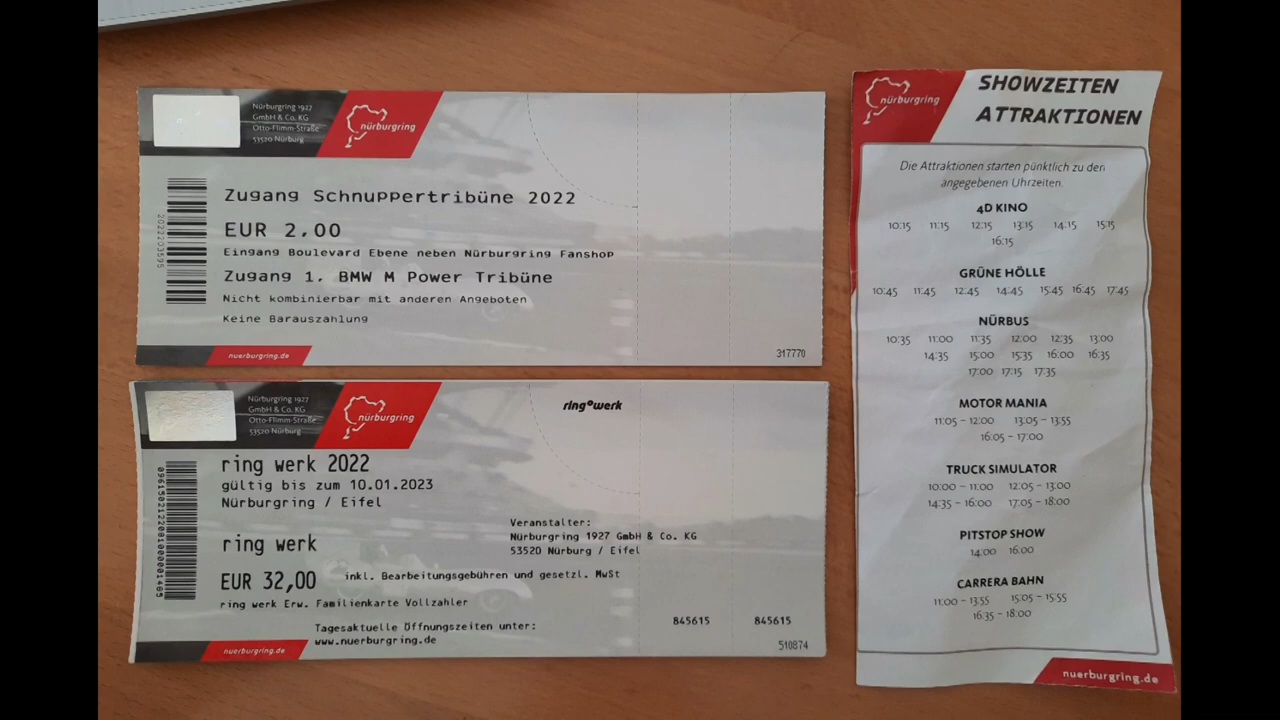 Nürburgring 1927
GmbH & Co. KG
Otto-Flimm-Straße
53520 Nürburg
nürburgring
Zugang Schnuppertribüne 2022
EUR 2,00
Eingang Boulevard Ebene neben Nürburgring Fanshop
Zugang 1. BMW M Power Tribüne
Nicht kombinierbar mit anderen Angeboten
Keine Barauszahlung
nuerburgring.de
317770
Nürburgring 1927
GmbH & Co. KG
Otto-Flimm-Straße
53520 Nürburg
nürburgring
ring°werk
ring werk 2022
gültig bis zum 10.01.2023
Nürburgring / Eifel
Veranstalter:
Nürburgring 1927 GmbH & Co. KG
53520 Nürburg / Eifel
ring werk
EUR 32,00
inkl. Bearbeitungsgebühren und gesetzl. MwSt
ring werk Erw. Familienkarte Vollzahler
Tagesaktuelle Öffnungszeiten unter:
www.nuerburgring.de
845615 845615
510874
nuerburgring.de
nürburgring
SHOWZEITEN
ATTRAKTIONEN
Die Attraktionen starten pünktlich zu den
angegebenen Uhrzeiten.
4D KINO
10:15 11:15 12:15 13:15 14:15 15:15
16:15
GRÜNE HÖLLE
10:45 11:45 12:45 14:45 15:45 16:45 17:45
NÜRBUS
10:35 11:00 11:35 12:00 12:35 13:00
14:35 15:00 15:35 16:00 16:35
17:00 17:15 17:35
MOTOR MANIA
11:05 – 12:00 13:05 – 13:55
16:05 – 17:00
TRUCK SIMULATOR
10:00 – 11:00 12:05 – 13:00
14:35 – 16:00 17:05 – 18:00
PITSTOP SHOW
14:00 16:00
CARRERA BAHN
11:00 – 13:55 15:05 – 15:55
16:35 – 18:00
nuerburgring.de